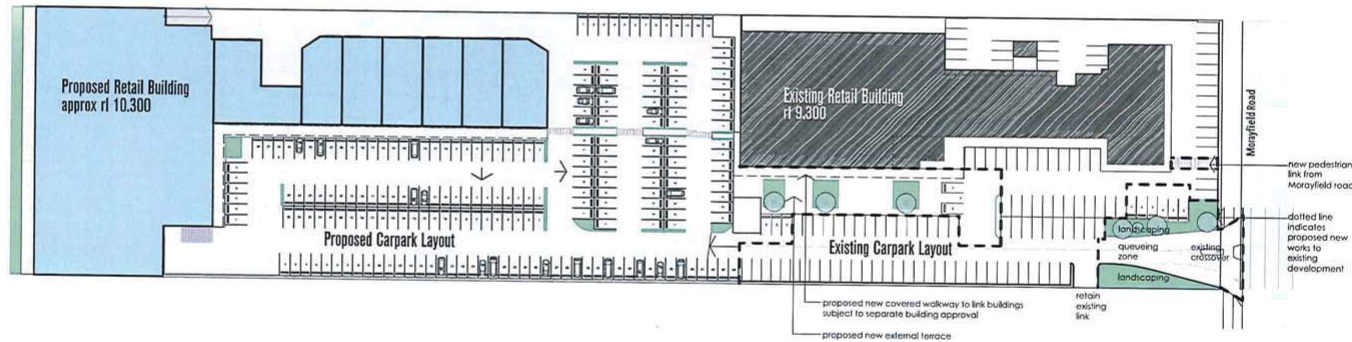 Proposed Retail Building
approx rl 10.300
Existing Retail Building
rl 9.300
Morayfield Road
new pedestrian
link from
Morayfield road
dotted line
indicates
proposed new
works to
existing
development
landscaping
queueing
zone
existing
crossover
landscaping
Proposed Carpark Layout
Existing Carpark Layout
retain
existing
link
proposed new covered walkway to link buildings
subject to separate building approval
proposed new external terrace